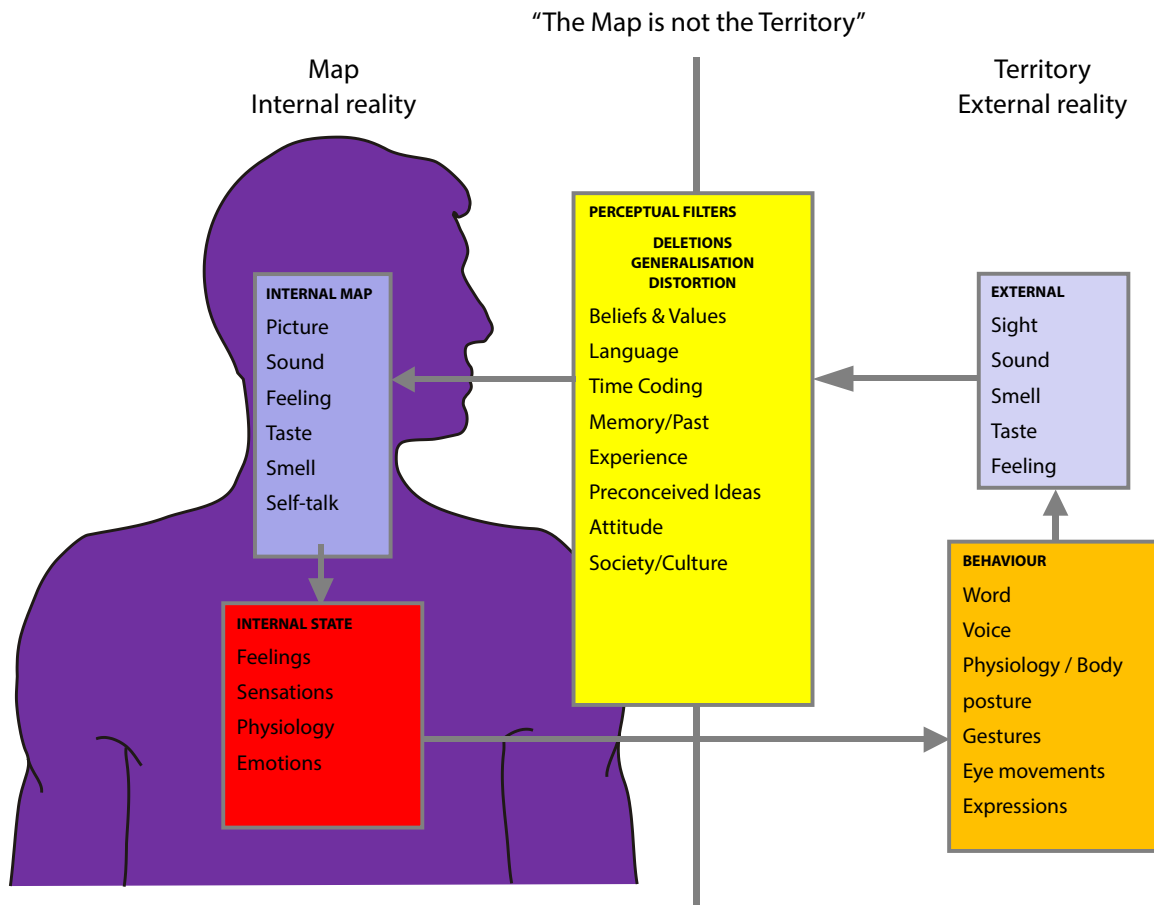 “The Map is not the Territory”
Map
Internal reality
Territory
External reality
INTERNAL MAP
Picture
Sound
Feeling
Taste
Smell
Self-talk
INTERNAL STATE
Feelings
Sensations
Physiology
Emotions
PERCEPTUAL FILTERS
DELETIONS
GENERALISATION
DISTORTION
Beliefs & Values
Language
Time Coding
Memory/Past
Experience
Preconceived Ideas
Attitude
Society/Culture
EXTERNAL
Sight
Sound
Smell
Taste
Feeling
BEHAVIOUR
Word
Voice
Physiology / Body
posture
Gestures
Eye movements
Expressions